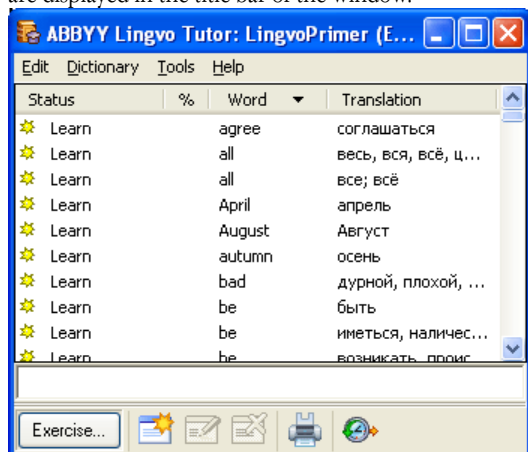 are displayed in the title bar of the window.
ABBYY Lingvo Tutor: LingvoPrimer (E...
Edit Dictionary Tools Help
Status % Word Translation
Learn agree соглашаться
Learn all весь, вся, всё, ц...
Learn all все; всё
Learn April апрель
Learn August Август
Learn autumn осень
Learn bad дурной, плохой, ...
Learn be быть
Learn be иметься, наличес...
Learn be возникать, проис
Exercise...